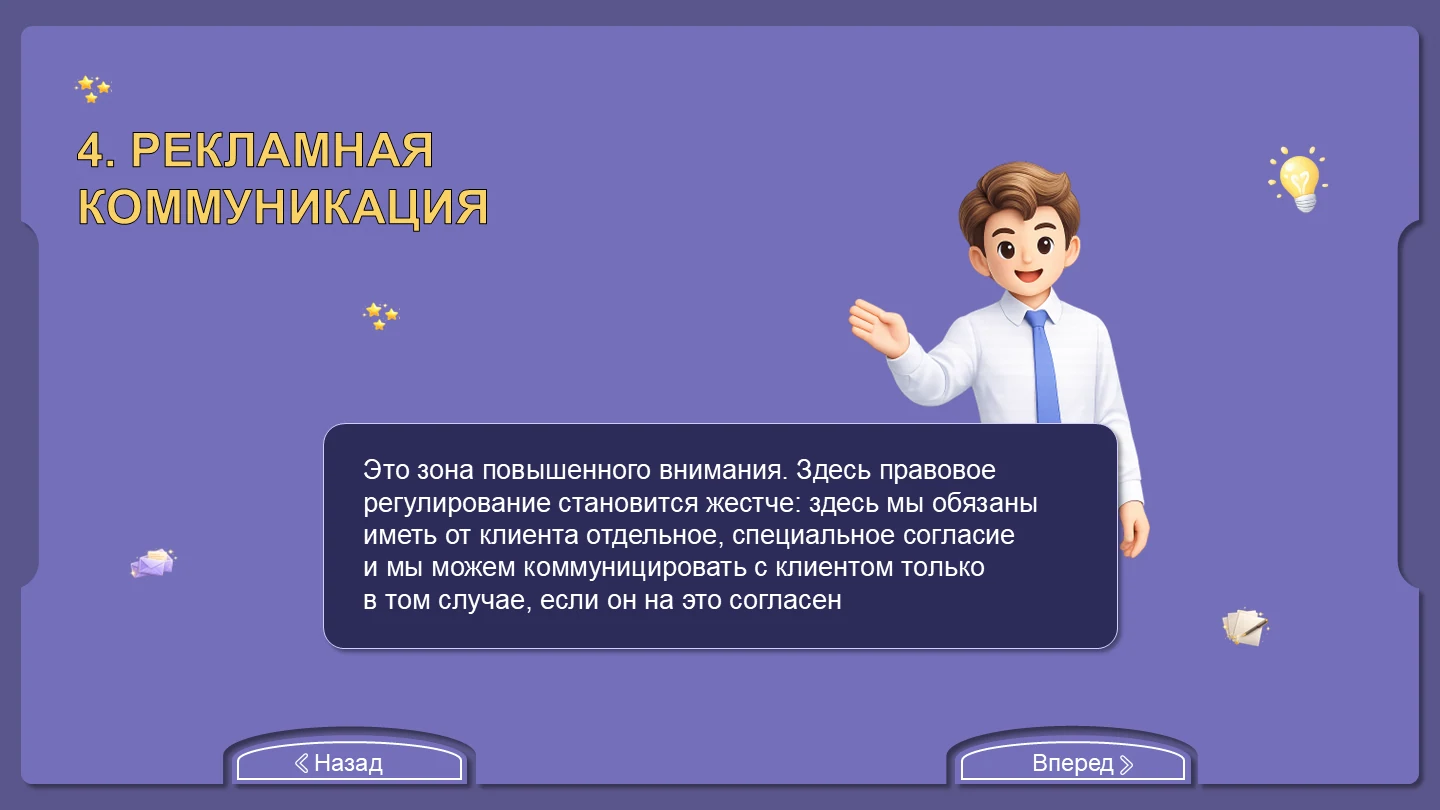 4. РЕКЛАМНАЯ
КОММУНИКАЦИЯ
Это зона повышенного внимания. Здесь правовое
регулирование становится жестче: здесь мы обязаны
иметь от клиента отдельное, специальное согласие
и мы можем коммуницировать с клиентом только
в том случае, если он на это согласен
Назад
Вперед